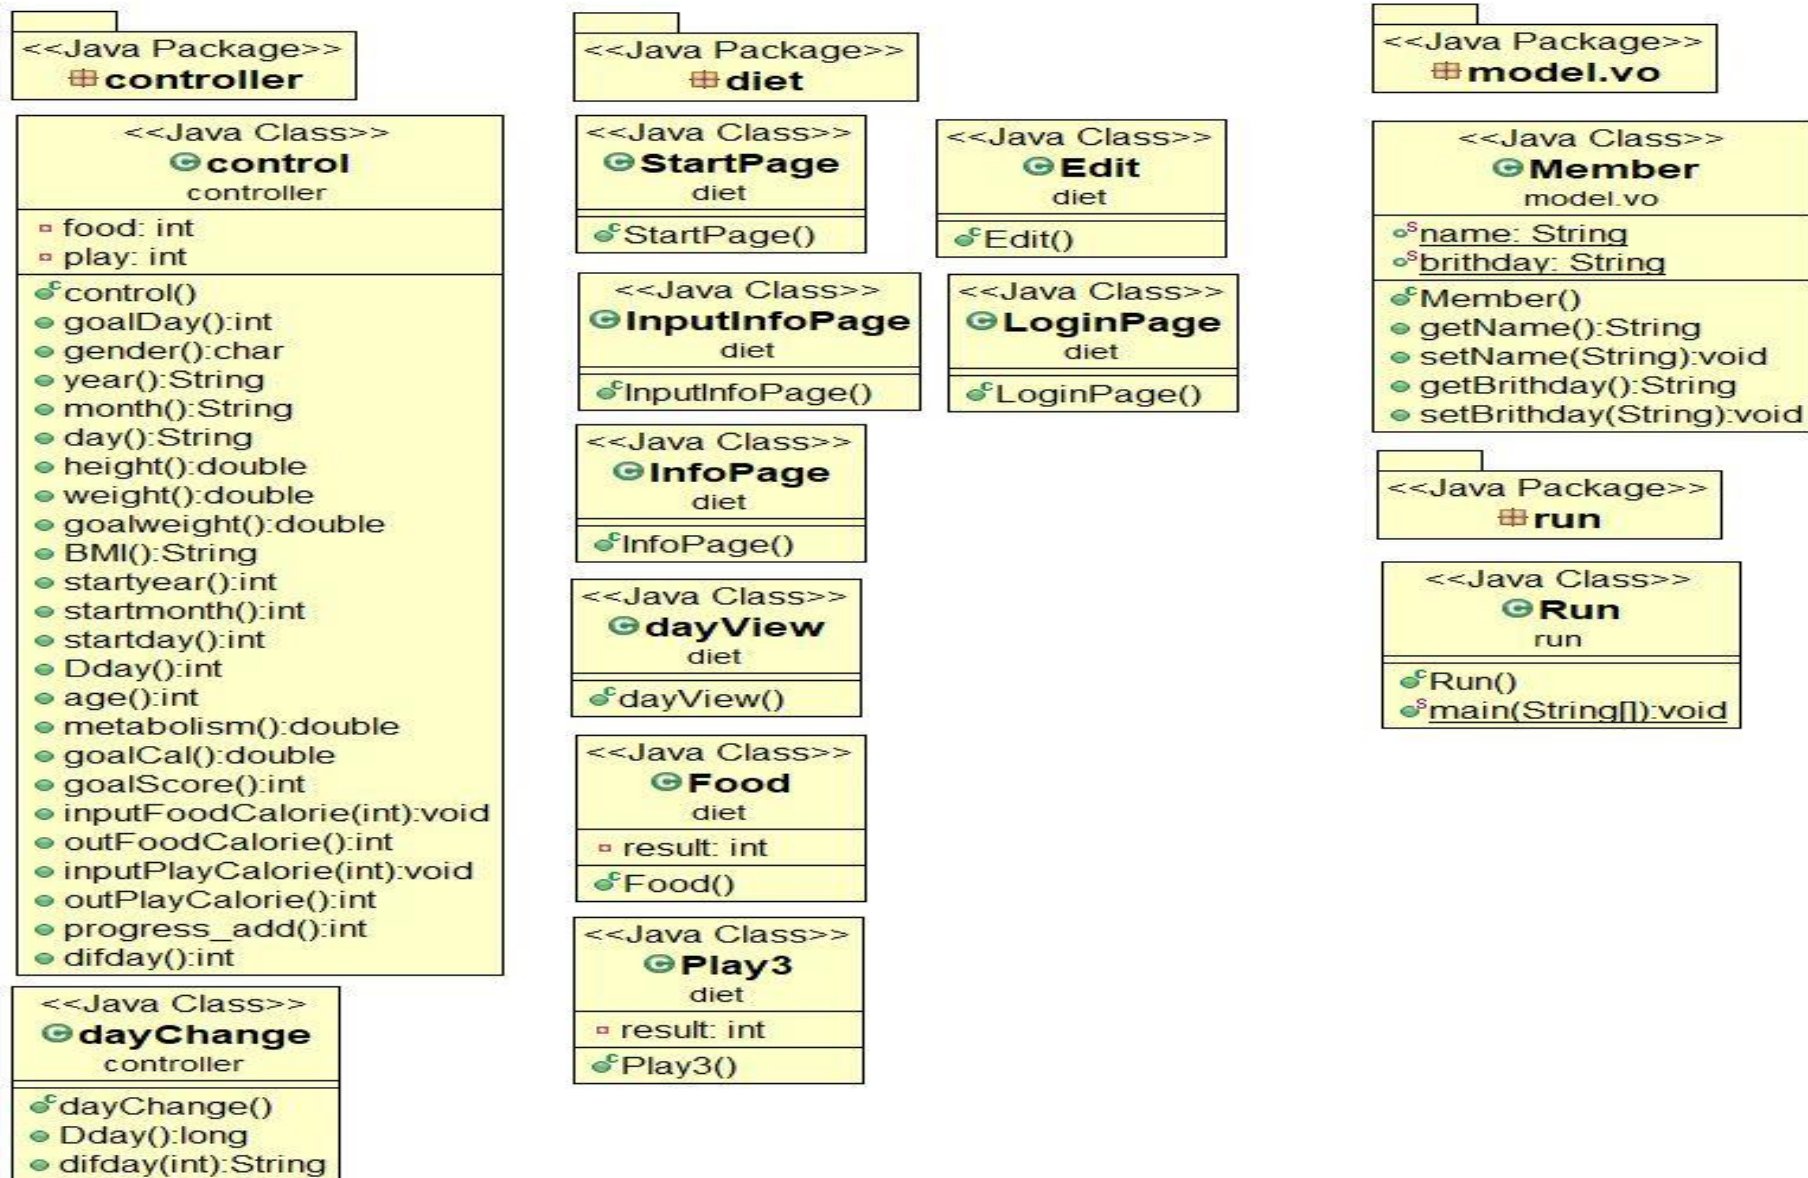 <<Java Package>>
controller
<<Java Class>>
control
controller
food: int
play: int
control()
goalDay():int
gender():char
year():String
month():String
day():String
height():double
weight():double
goalweight():double
BMI():String
startyear():int
startmonth():int
startday():int
Dday():int
age():int
metabolism():double
goalCal():double
goalScore():int
inputFoodCalorie(int):void
outFoodCalorie():int
inputPlayCalorie(int):void
outPlayCalorie():int
progress_add():int
difday():int
<<Java Class>>
dayChange
controller
dayChange()
Dday():long
difday(int):String
<<Java Package>>
diet
<<Java Class>>
StartPage
diet
StartPage()
<<Java Class>>
Edit
diet
Edit()
<<Java Class>>
InputInfoPage
diet
InputInfoPage()
<<Java Class>>
LoginPage
diet
LoginPage()
<<Java Class>>
InfoPage
diet
InfoPage()
<<Java Class>>
dayView
diet
dayView()
<<Java Class>>
Food
diet
result: int
Food()
<<Java Class>>
Play3
diet
result: int
Play3()
<<Java Package>>
model.vo
<<Java Class>>
Member
model.vo
name: String
brithday: String
Member()
getName():String
setName(String):void
getBrithday():String
setBrithday(String):void
<<Java Package>>
run
<<Java Class>>
Run
run
Run()
main(String[]):void